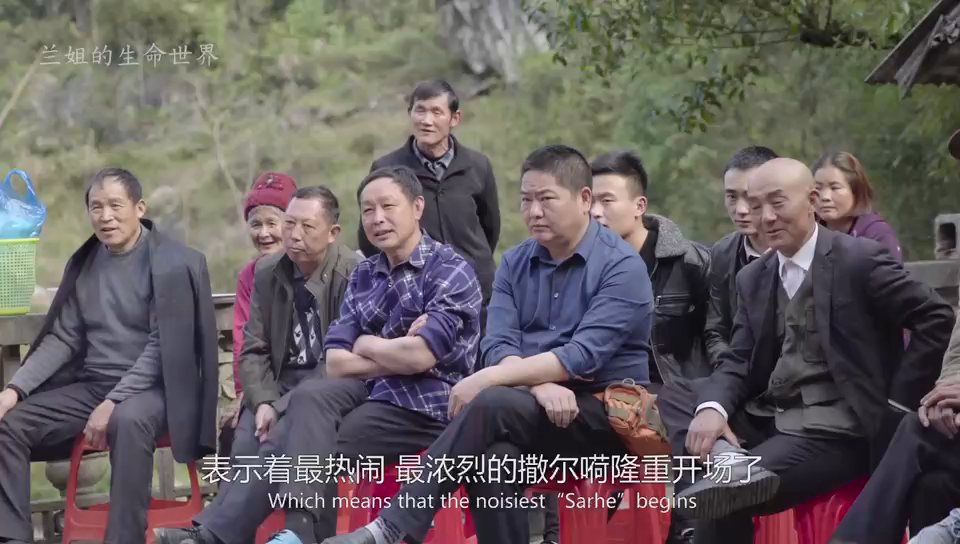 兰姐的生命世界
表示着最热闹 最浓烈的撒尔嗬隆重开场了
Which means that the noisiest “Sarhe” begins